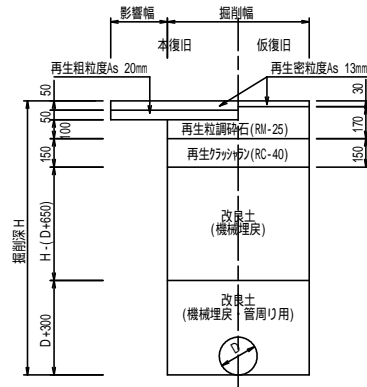 影響幅 掘削幅
本復旧 仮復旧
再生粗粒度As 20mm 再生密粒度As 13mm
50
50
100
150
H-(D+650)
D+300
掘削深H
30
170
150
再生粒調砕石(RM-25)
再生クラッシャラン(RC-40)
改良土
(機械埋戻)
改良土
(機械埋戻・管周り用)
D